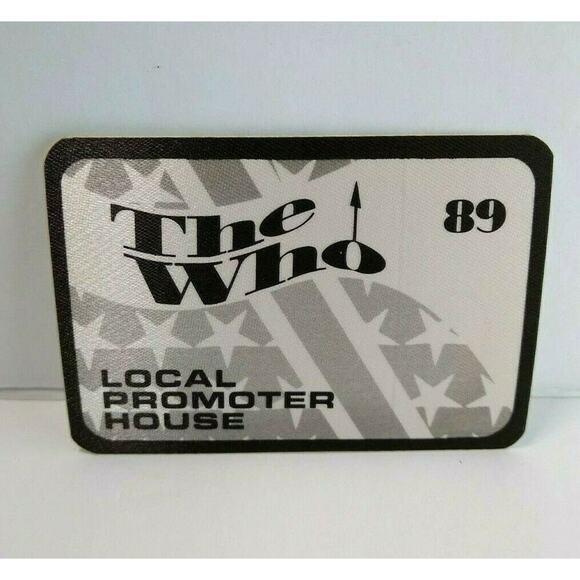 The
Who
89
LOCAL
PROMOTER
HOUSE